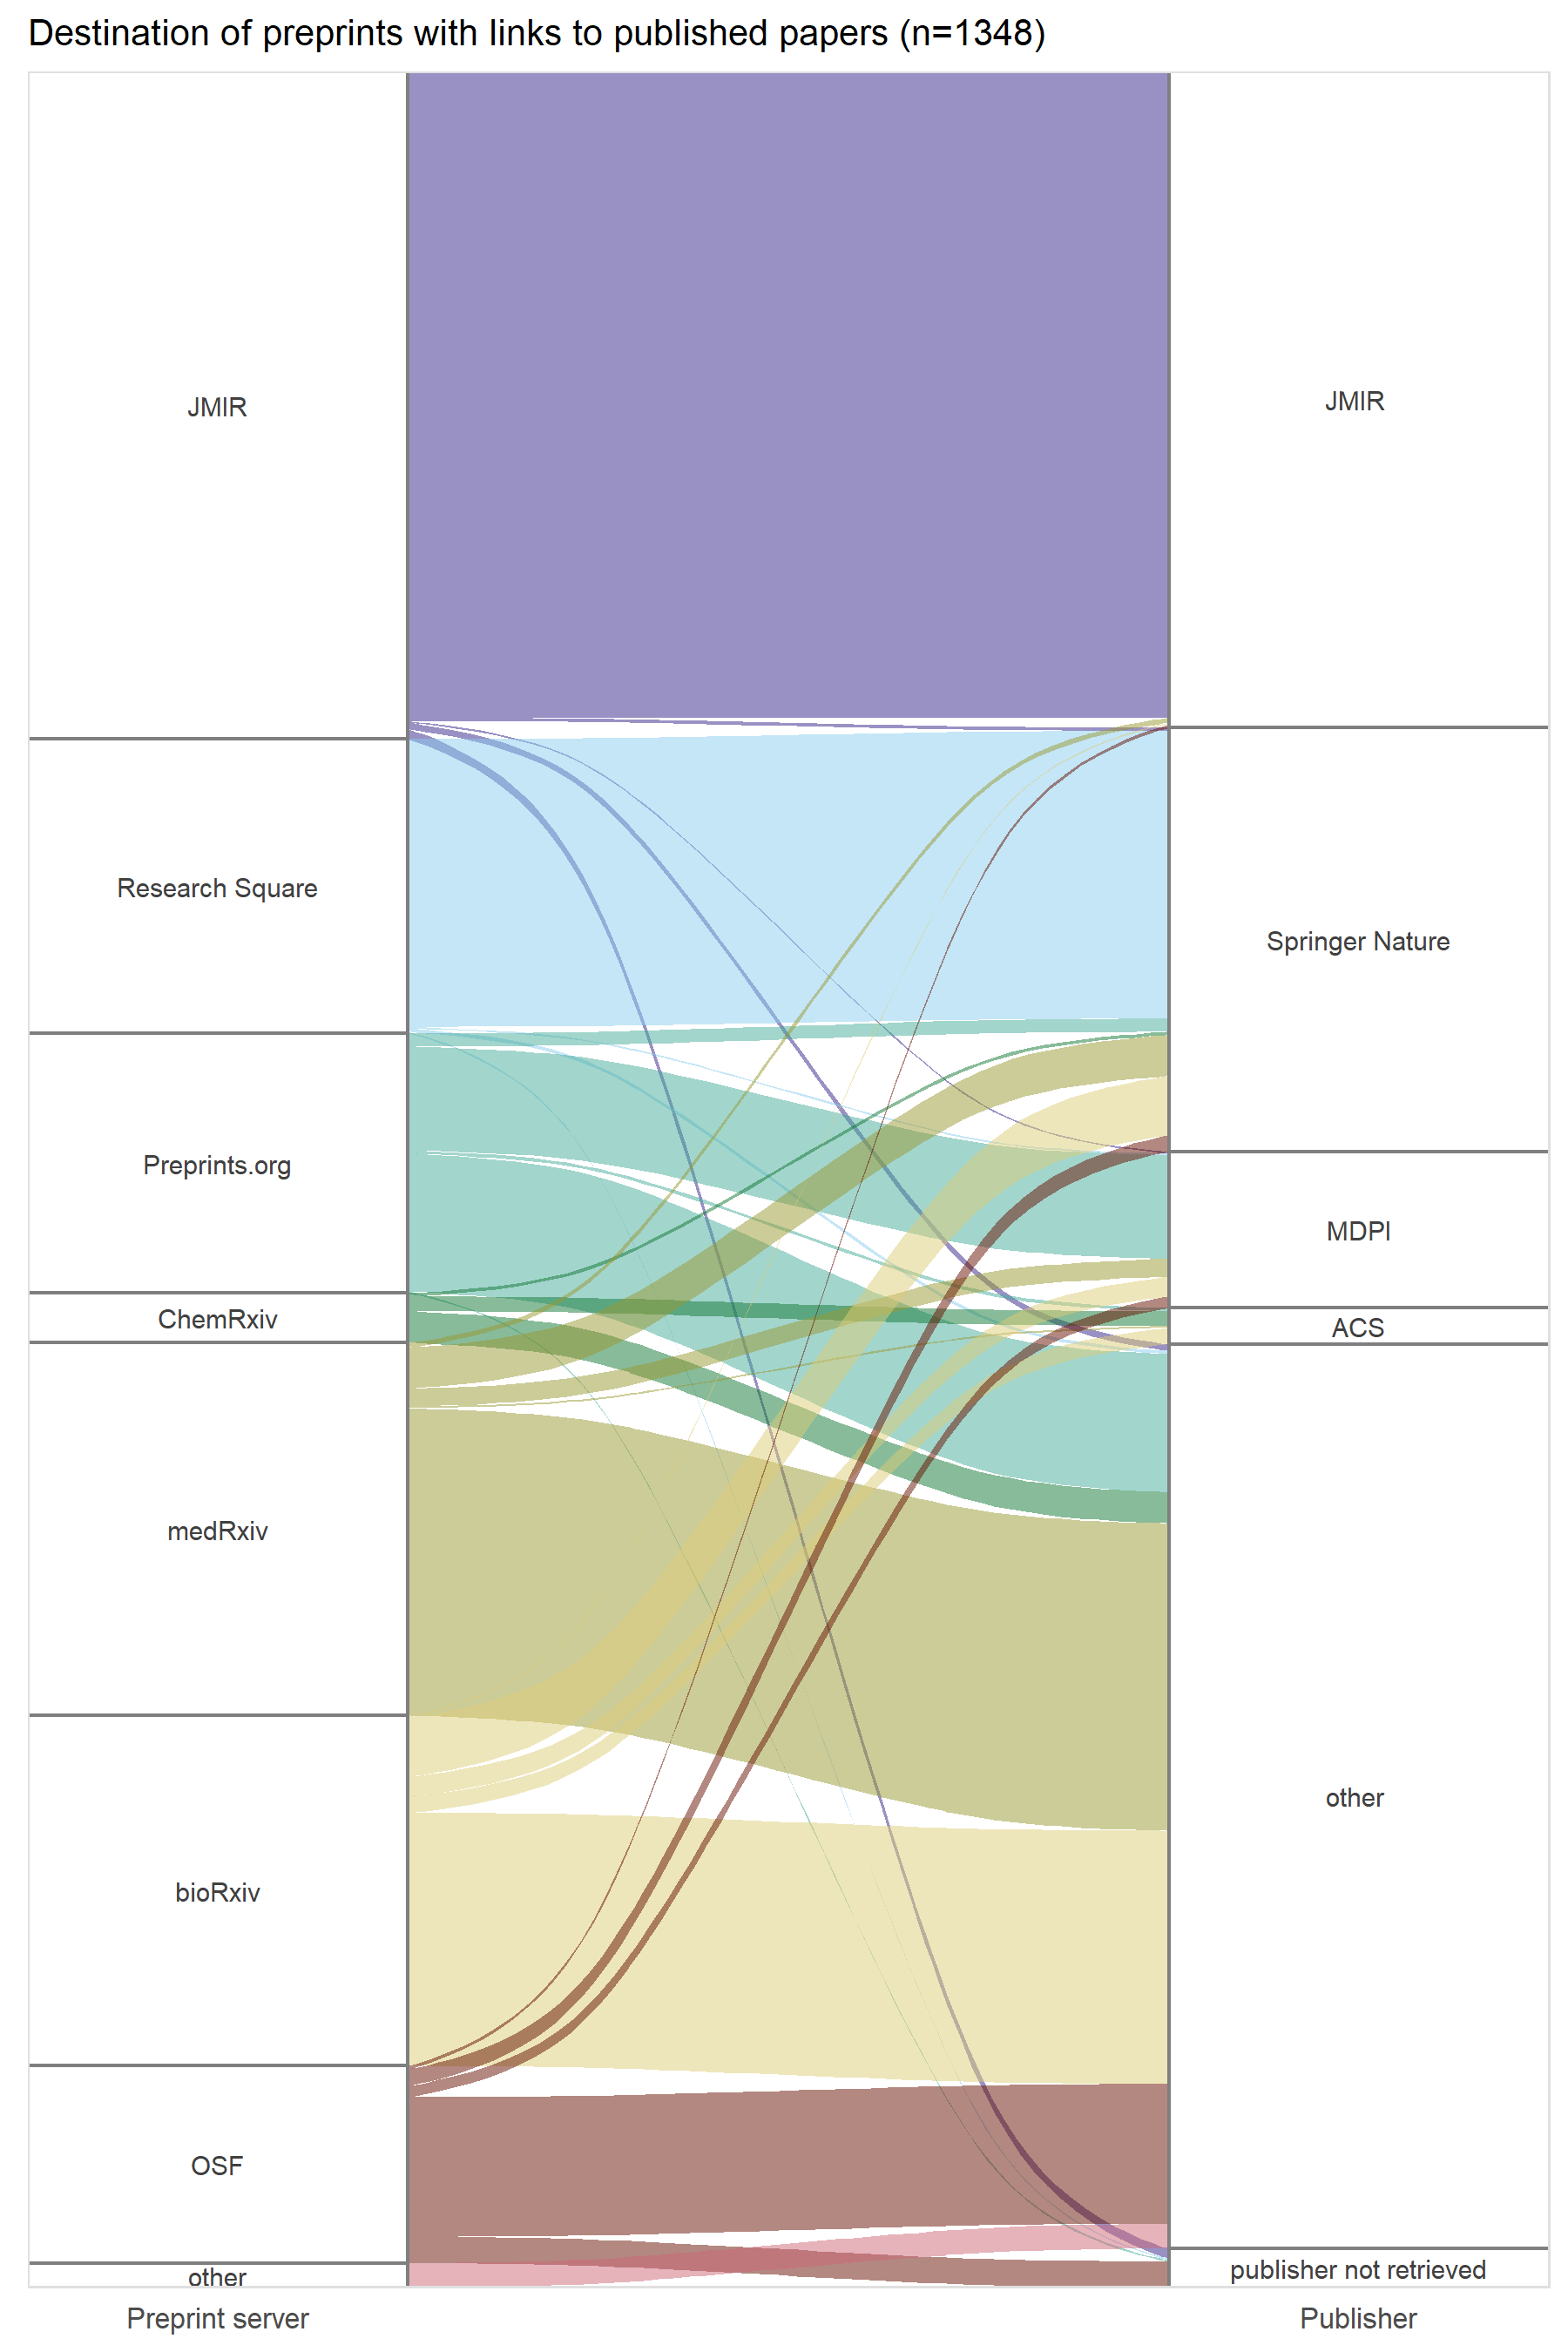 Destination of preprints with links to published papers (n=1348)
JMIR
JMIR
Research Square
Springer Nature
Preprints.org
MDPI
ChemRxiv
ACS
medRxiv
other
bioRxiv
OSF
publisher not retrieved
other
Preprint server
Publisher